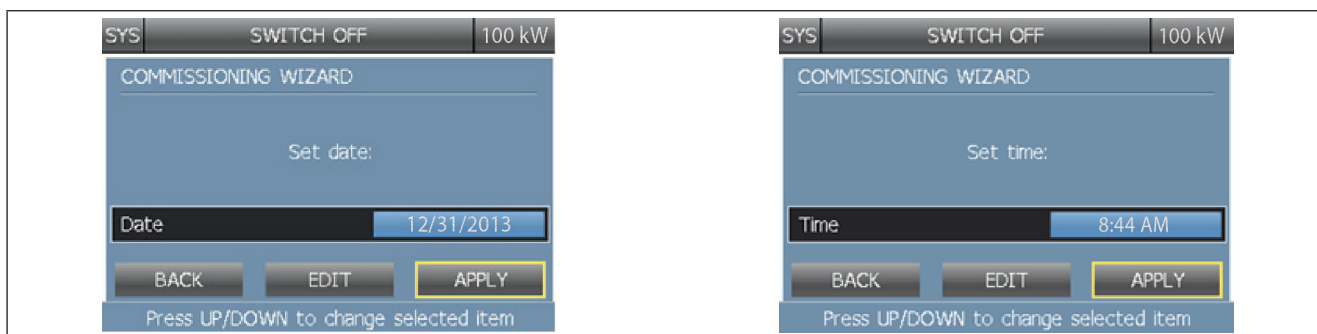 SYS SWITCH OFF 100 kW
COMMISSIONING WIZARD
Set date:
Date 12/31/2013
BACK EDIT APPLY
Press UP/DOWN to change selected item
SYS SWITCH OFF 100 kW
COMMISSIONING WIZARD
Set time:
Time 8:44 AM
BACK EDIT APPLY
Press UP/DOWN to change selected item